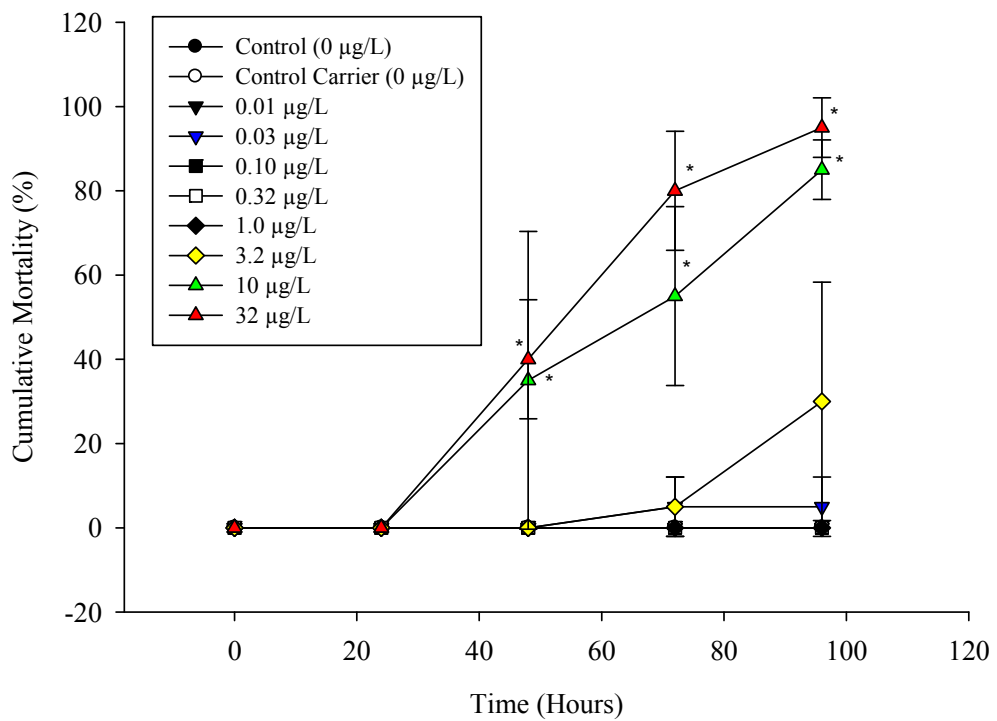 120
100
80
60
40
20
0
-20
Cumulative Mortality (%)
Control (0 µg/L)
Control Carrier (0 µg/L)
0.01 µg/L
0.03 µg/L
0.10 µg/L
0.32 µg/L
1.0 µg/L
3.2 µg/L
10 µg/L
32 µg/L
*
*
*
*
*
*
0 20 40 60 80 100 120
Time (Hours)